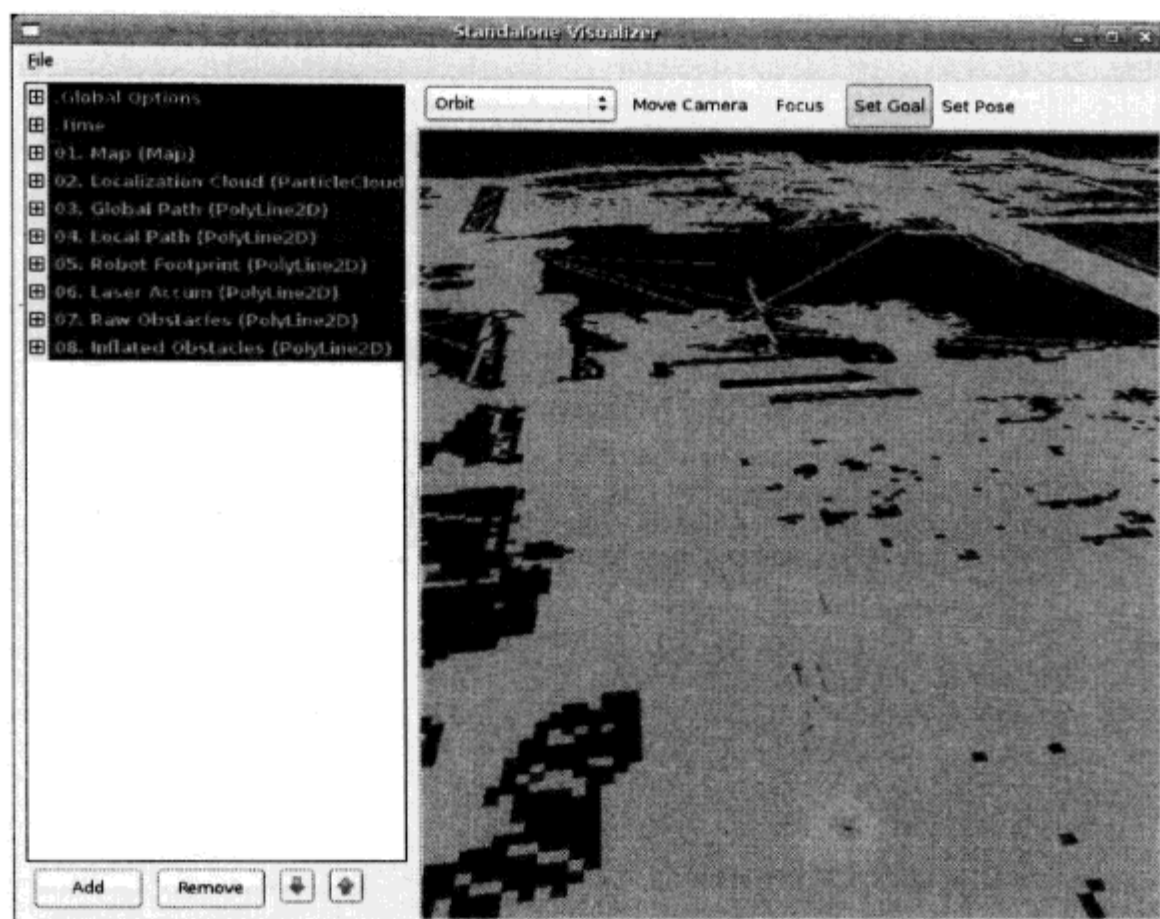 Standalone Visualizer
File
.Global Options
.Time
01. Map (Map)
02. Localization Cloud (ParticleCloud
03. Global Path (PolyLine2D)
04. Local Path (PolyLine2D)
05. Robot Footprint (PolyLine2D)
06. Laser Accum (PolyLine2D)
07. Raw Obstacles (PolyLine2D)
08. Inflated Obstacles (PolyLine2D)
Orbit Move Camera Focus Set Goal Set Pose
Add Remove